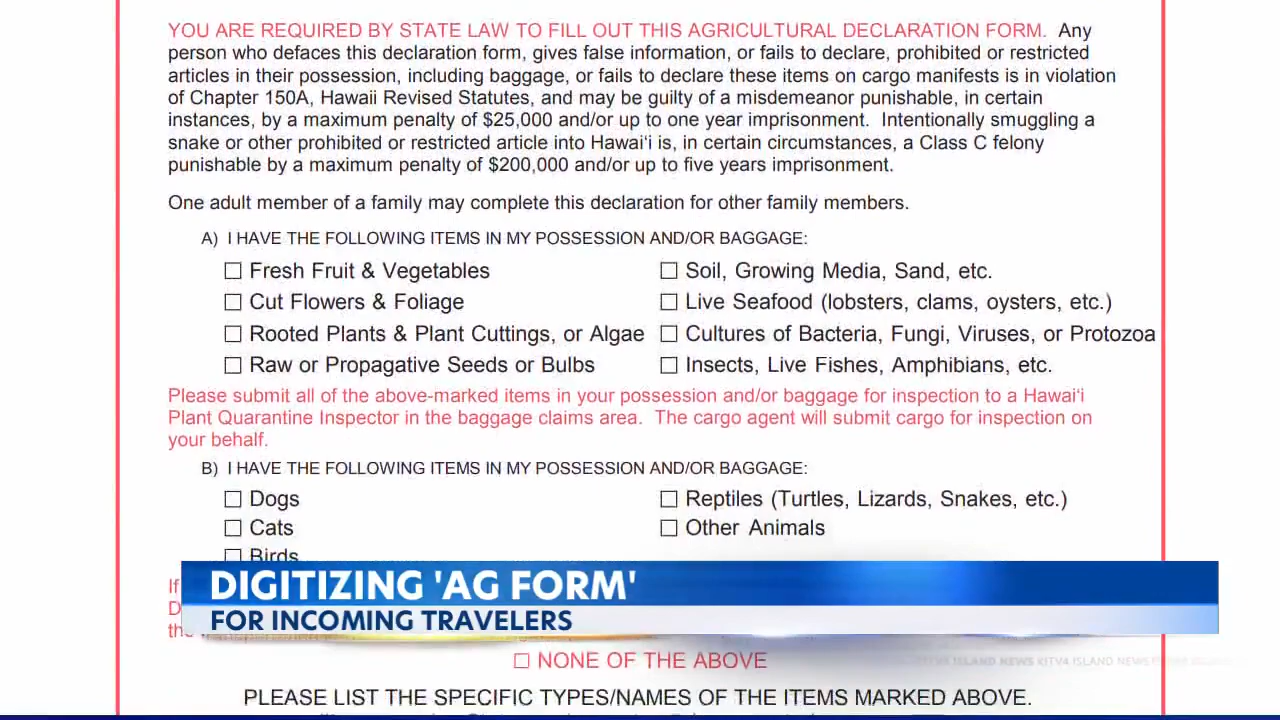 YOU ARE REQUIRED BY STATE LAW TO FILL OUT THIS AGRICULTURAL DECLARATION FORM. Any
person who defaces this declaration form, gives false information, or fails to declare, prohibited or restricted
articles in their possession, including baggage, or fails to declare these items on cargo manifests is in violation
of Chapter 150A, Hawaii Revised Statutes, and may be guilty of a misdemeanor punishable, in certain
instances, by a maximum penalty of $25,000 and/or up to one year imprisonment. Intentionally smuggling a
snake or other prohibited or restricted article into Hawaiʻi is, in certain circumstances, a Class C felony
punishable by a maximum penalty of $200,000 and/or up to five years imprisonment.
One adult member of a family may complete this declaration for other family members.
A) I HAVE THE FOLLOWING ITEMS IN MY POSSESSION AND/OR BAGGAGE:
☐ Fresh Fruit & Vegetables ☐ Soil, Growing Media, Sand, etc.
☐ Cut Flowers & Foliage ☐ Live Seafood (lobsters, clams, oysters, etc.)
☐ Rooted Plants & Plant Cuttings, or Algae ☐ Cultures of Bacteria, Fungi, Viruses, or Protozoa
☐ Raw or Propagative Seeds or Bulbs ☐ Insects, Live Fishes, Amphibians, etc.
Please submit all of the above-marked items in your possession and/or baggage for inspection to a Hawaiʻi
Plant Quarantine Inspector in the baggage claims area. The cargo agent will submit cargo for inspection on
your behalf.
B) I HAVE THE FOLLOWING ITEMS IN MY POSSESSION AND/OR BAGGAGE:
☐ Dogs ☐ Reptiles (Turtles, Lizards, Snakes, etc.)
☐ Cats ☐ Other Animals
☐ Birds
If
DIGITIZING 'AG FORM'
FOR INCOMING TRAVELERS
☐ NONE OF THE ABOVE
ISLAND NEWS KITV4 ISLAND NEWS
PLEASE LIST THE SPECIFIC TYPES/NAMES OF THE ITEMS MARKED ABOVE.